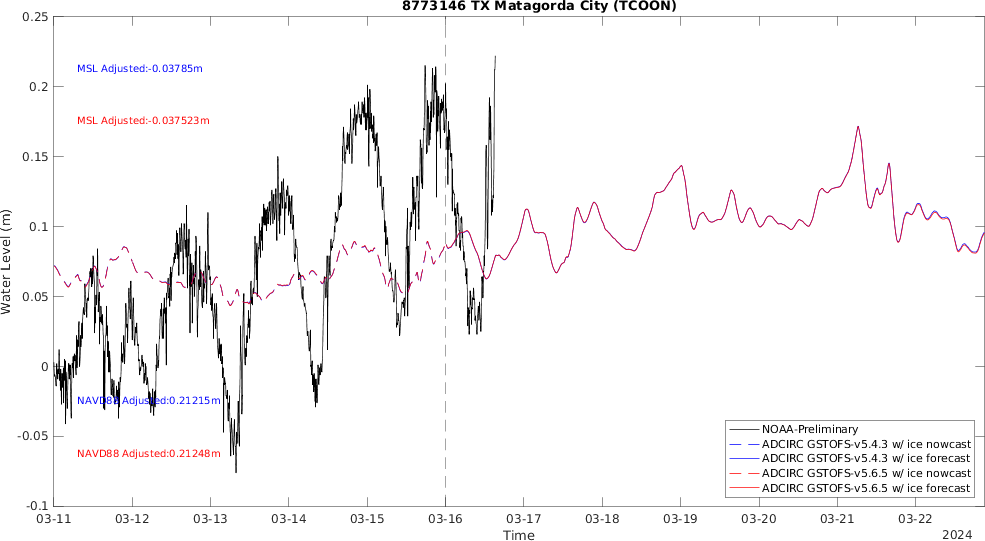 8773146 TX Matagorda City (TCOON)
0.25
0.2
0.15
0.1
0.05
0
-0.05
-0.1
Water Level (m)
MSL Adjusted:-0.03785m
MSL Adjusted:-0.037523m
NAVD88 Adjusted:0.21215m
NAVD88 Adjusted:0.21248m
NOAA-Preliminary
ADCIRC GSTOFS-v5.4.3 w/ ice nowcast
ADCIRC GSTOFS-v5.4.3 w/ ice forecast
ADCIRC GSTOFS-v5.6.5 w/ ice nowcast
ADCIRC GSTOFS-v5.6.5 w/ ice forecast
03-11 03-12 03-13 03-14 03-15 03-16 03-17 03-18 03-19 03-20 03-21 03-22
Time
2024